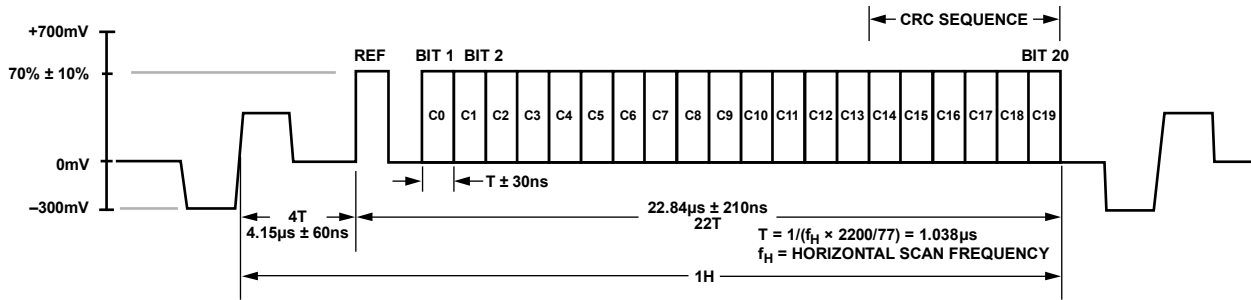 CRC SEQUENCE
+700mV
REF
BIT 1
BIT 2
BIT 20
70% ± 10%
C0
C1
C2
C3
C4
C5
C6
C7
C8
C9
C10
C11
C12
C13
C14
C15
C16
C17
C18
C19
0mV
T ± 30ns
–300mV
4T
4.15µs ± 60ns
22.84µs ± 210ns
22T
T = 1/(fH × 2200/77) = 1.038µs
fH = HORIZONTAL SCAN FREQUENCY
1H